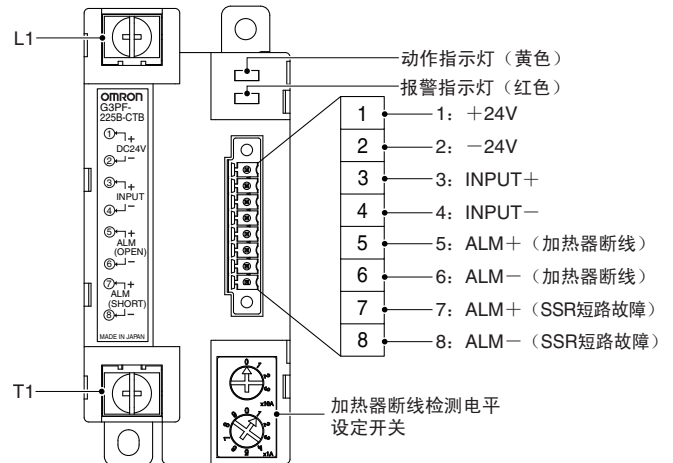 L1
动作指示灯（黄色）
报警指示灯（红色）
OMRON
G3PF-
225B-CTB
① +
DC24V
② −
③ +
INPUT
④ −
⑤ +
ALM
(OPEN)
⑥ −
⑦ +
ALM
(SHORT)
⑧ −
MADE IN JAPAN
1 1：＋24V
2 2：－24V
3 3：INPUT＋
4 4：INPUT－
5 5：ALM＋（加热器断线）
6 6：ALM－（加热器断线）
7 7：ALM＋（SSR短路故障）
8 8：ALM－（SSR短路故障）
T1
x10A
x1A
加热器断线检测电平
设定开关